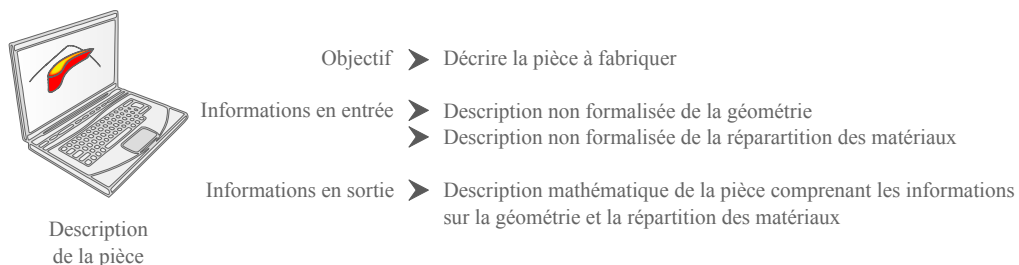 Objectif ➤ Décrire la pièce à fabriquer
Informations en entrée ➤ Description non formalisée de la géométrie
➤ Description non formalisée de la réparartition des matériaux
Informations en sortie ➤ Description mathématique de la pièce comprenant les informations
sur la géométrie et la répartition des matériaux
Description
de la pièce